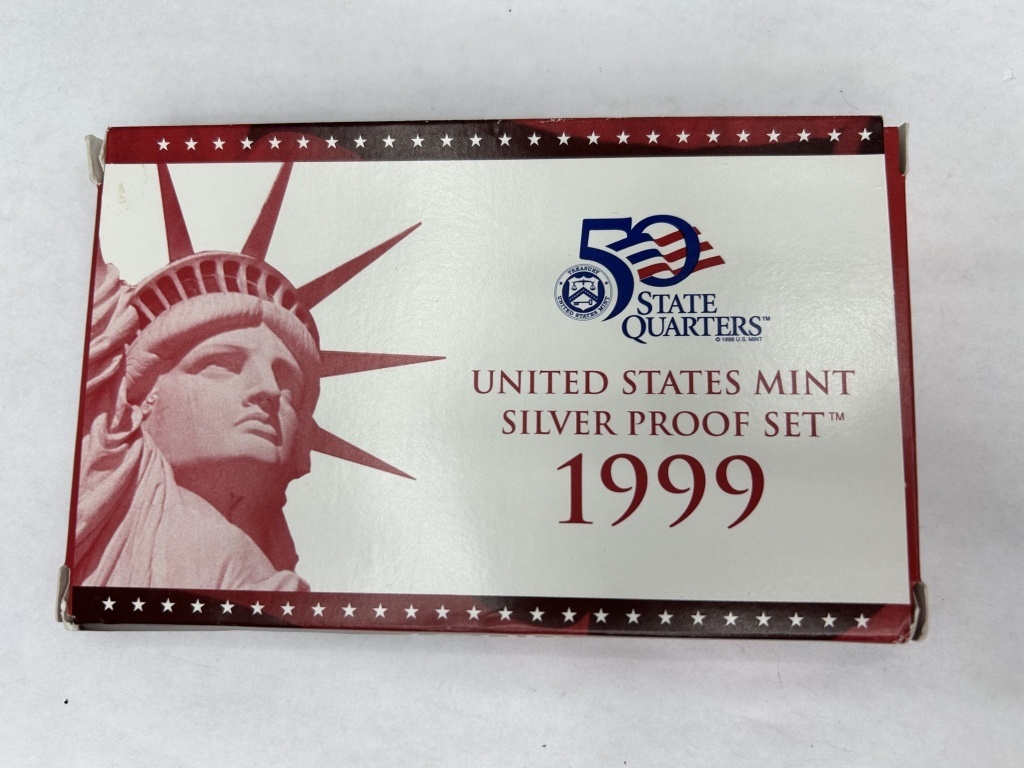 50
TREASURY
UNITED STATES MINT
STATE
QUARTERS™
© 1998 U.S. MINT
UNITED STATES MINT
SILVER PROOF SET™
1999